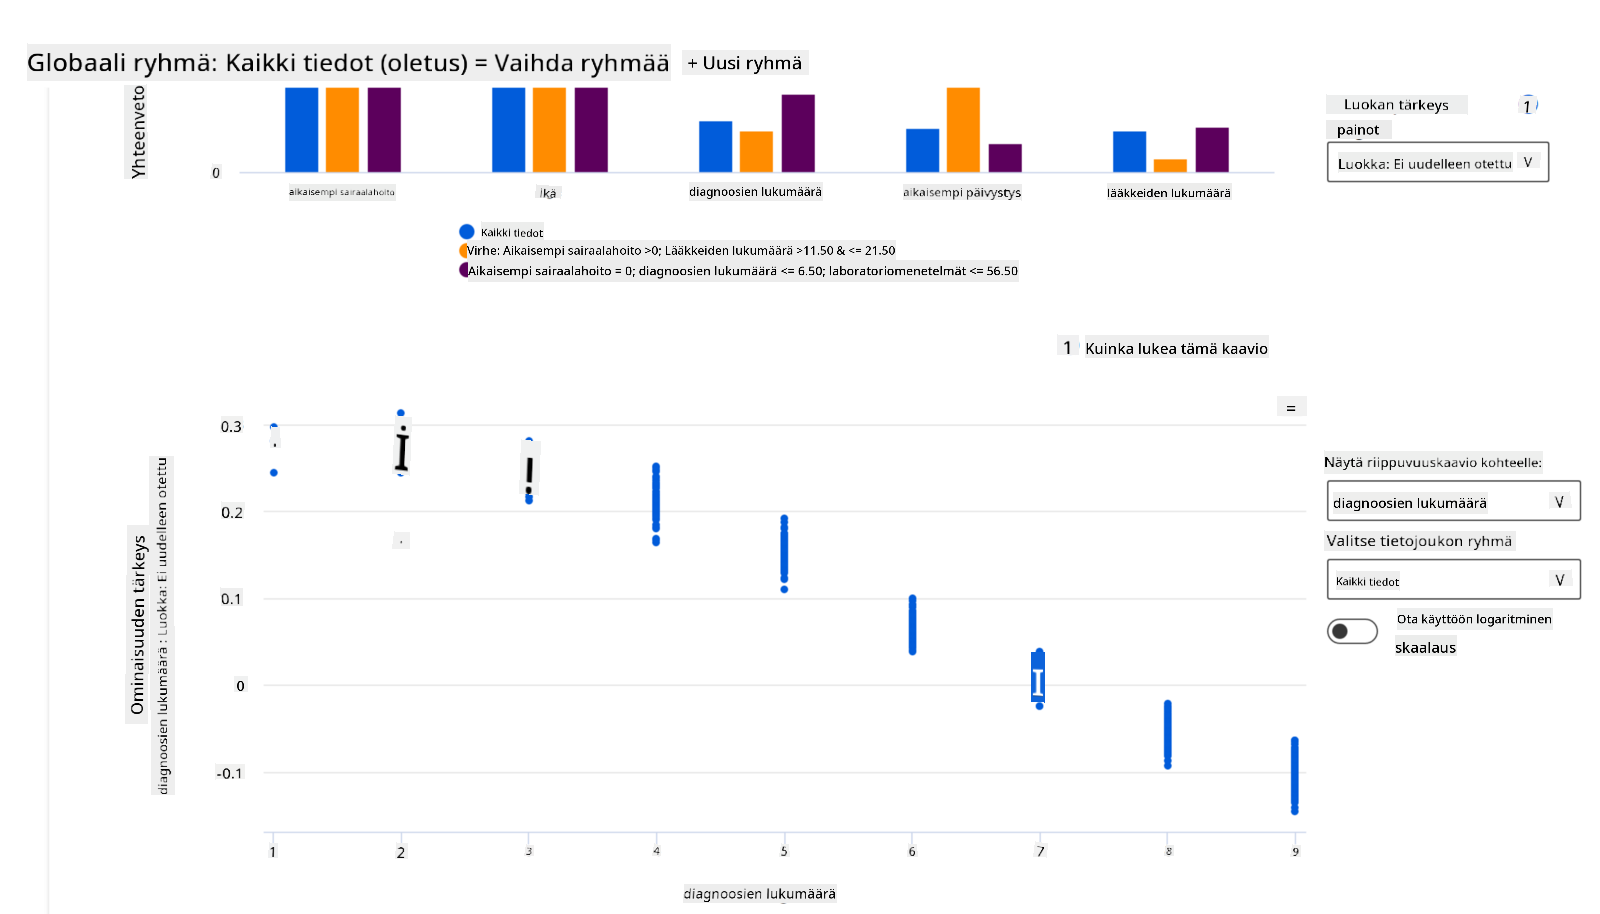 Globaali ryhmä: Kaikki tiedot (oletus) = Vaihda ryhmää + Uusi ryhmä
Yhteenveto
0
aikaisempi sairaalahoito
Ikä
diagnoosien lukumäärä
aikaisempi päivystys
lääkkeiden lukumäärä
Kaikki tiedot
Virhe: Aikaisempi sairaalahoito >0; Lääkkeiden lukumäärä >11.50 & <= 21.50
Aikaisempi sairaalahoito = 0; diagnoosien lukumäärä <= 6.50; laboratoriomenetelmät <= 56.50
Luokan tärkeys 1
painot
Luokka: Ei uudelleen otettu V
1 Kuinka lukea tämä kaavio
=
Ominaisuuden tärkeys
diagnoosien lukumäärä : Luokka: Ei uudelleen otettu
0.3
0.2
0.1
0
-0.1
1 2 3 4 5 6 7 8 9
diagnoosien lukumäärä
Näytä riippuvuuskaavio kohteelle:
diagnoosien lukumäärä V
Valitse tietojoukon ryhmä
Kaikki tiedot V
Ota käyttöön logaritminen
skaalaus